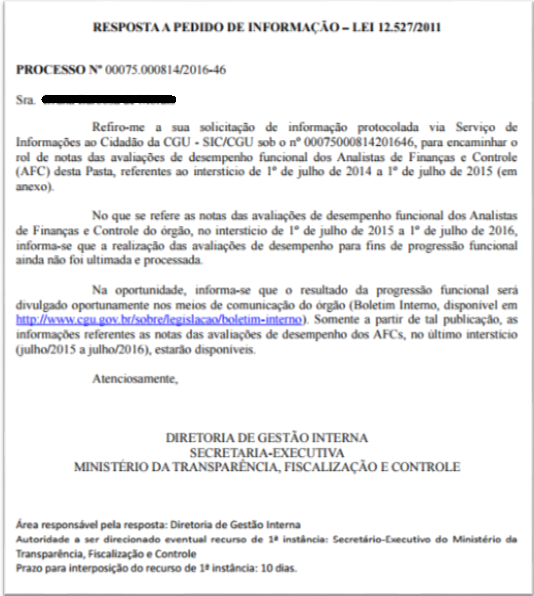 RESPOSTA A PEDIDO DE INFORMAÇÃO – LEI 12.527/2011
PROCESSO Nº 00075.000814/2016-46
Sra.
Refiro-me a sua solicitação de informação protocolada via Serviço de
Informações ao Cidadão da CGU - SIC/CGU sob o nº 00075000814201646, para encaminhar o
rol de notas das avaliações de desempenho funcional dos Analistas de Finanças e Controle
(AFC) desta Pasta, referentes ao interstício de 1º de julho de 2014 a 1º de julho de 2015 (em
anexo).
No que se refere as notas das avaliações de desempenho funcional dos Analistas
de Finanças e Controle do órgão, no interstício de 1º de julho de 2015 a 1º de julho de 2016,
informa-se que a realização das avaliações de desempenho para fins de progressão funcional
ainda não foi ultimada e processada.
Na oportunidade, informa-se que o resultado da progressão funcional será
divulgado oportunamente nos meios de comunicação do órgão (Boletim Interno, disponível em
http://www.cgu.gov.br/sobre/legislacao/boletim-interno). Somente a partir de tal publicação, as
informações referentes as notas das avaliações de desempenho dos AFCs, no último interstício
(julho/2015 a julho/2016), estarão disponíveis.
Atenciosamente,
DIRETORIA DE GESTÃO INTERNA
SECRETARIA-EXECUTIVA
MINISTÉRIO DA TRANSPARÊNCIA, FISCALIZAÇÃO E CONTROLE
Área responsável pela resposta: Diretoria de Gestão Interna
Autoridade a ser direcionado eventual recurso de 1ª instância: Secretário-Executivo do Ministério da
Transparência, Fiscalização e Controle
Prazo para interposição do recurso de 1ª instância: 10 dias.